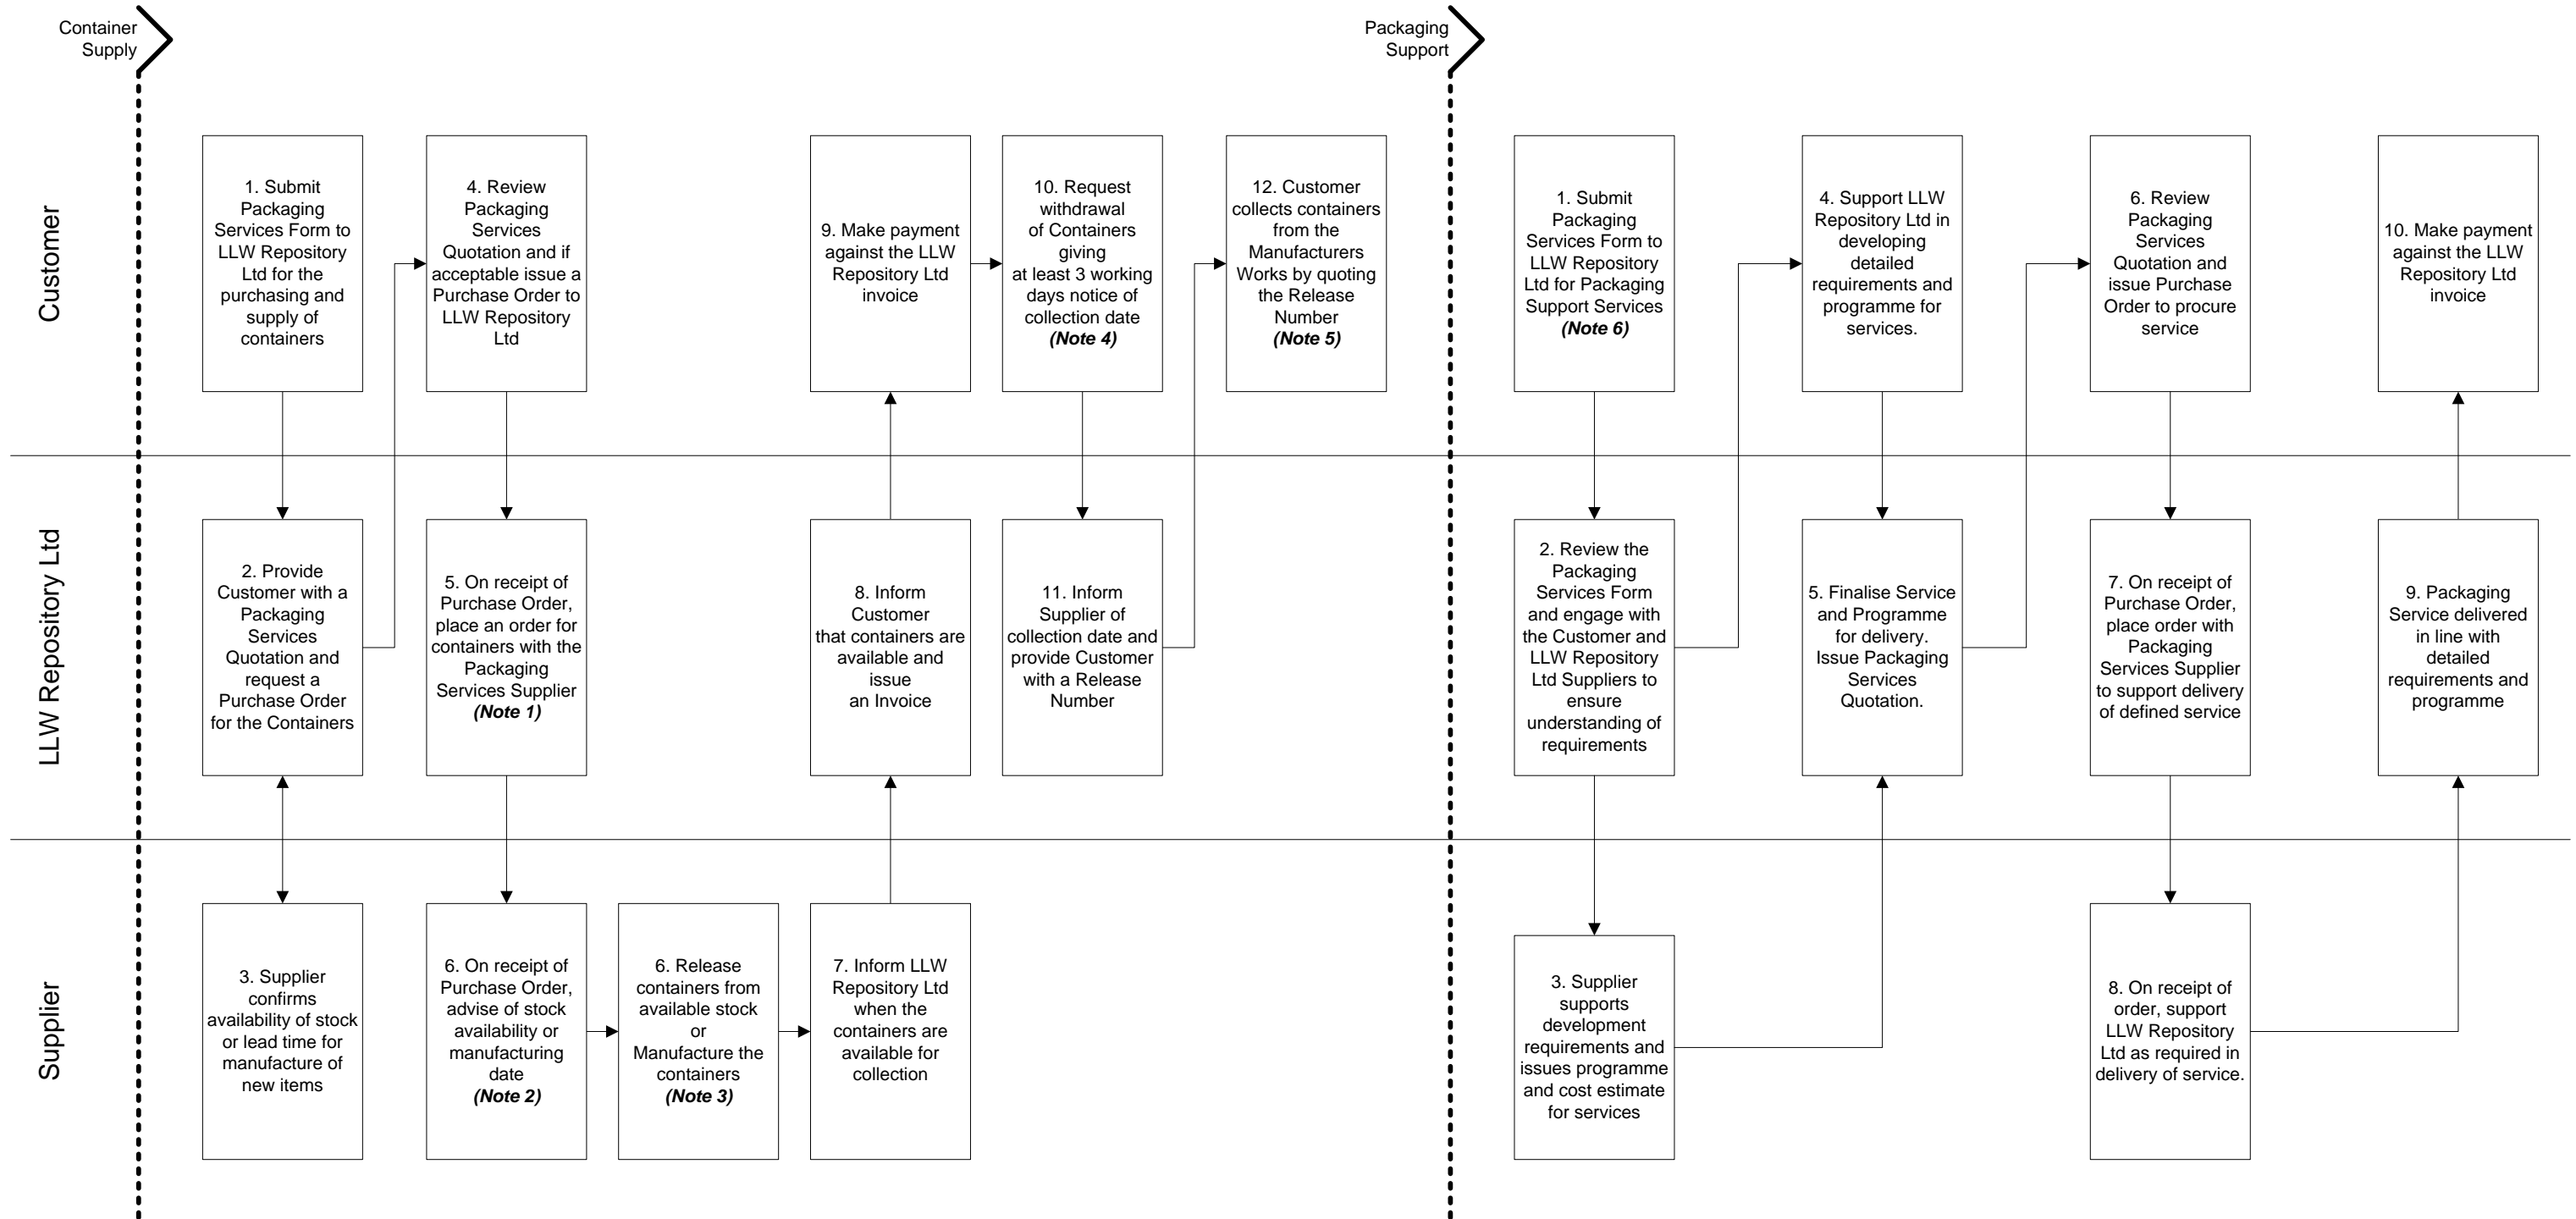 Container
Supply
Packaging
Support
Customer
1. Submit
Packaging
Services Form to
LLW Repository
Ltd for the
purchasing and
supply of
containers
4. Review
Packaging
Services
Quotation and if
acceptable issue a
Purchase Order to
LLW Repository
Ltd
9. Make payment
against the LLW
Repository Ltd
invoice
10. Request
withdrawal
of Containers
giving
at least 3 working
days notice of
collection date
(Note 4)
12. Customer
collects containers
from the
Manufacturers
Works by quoting
the Release
Number
(Note 5)
1. Submit
Packaging
Services Form to
LLW Repository
Ltd for Packaging
Support Services
(Note 6)
4. Support LLW
Repository Ltd in
developing
detailed
requirements and
programme for
services.
6. Review
Packaging
Services
Quotation and
issue Purchase
Order to procure
service
10. Make payment
against the LLW
Repository Ltd
invoice
LLW Repository Ltd
2. Provide
Customer with a
Packaging
Services
Quotation and
request a
Purchase Order
for the Containers
5. On receipt of
Purchase Order,
place an order for
containers with the
Packaging
Services Supplier
(Note 1)
8. Inform
Customer
that containers are
available and
issue
an Invoice
11. Inform
Supplier of
collection date and
provide Customer
with a Release
Number
2. Review the
Packaging
Services Form
and engage with
the Customer and
LLW Repository
Ltd Suppliers to
ensure
understanding of
requirements
5. Finalise Service
and Programme
for delivery.
Issue Packaging
Services
Quotation.
7. On receipt of
Purchase Order,
place order with
Packaging
Services Supplier
to support delivery
of defined service
9. Packaging
Service delivered
in line with
detailed
requirements and
programme
Supplier
3. Supplier
confirms
availability of stock
or lead time for
manufacture of
new items
6. On receipt of
Purchase Order,
advise of stock
availability or
manufacturing
date
(Note 2)
6. Release
containers from
available stock
or
Manufacture the
containers
(Note 3)
7. Inform LLW
Repository Ltd
when the
containers are
available for
collection
3. Supplier
supports
development
requirements and
issues programme
and cost estimate
for services
8. On receipt of
order, support
LLW Repository
Ltd as required in
delivery of service.